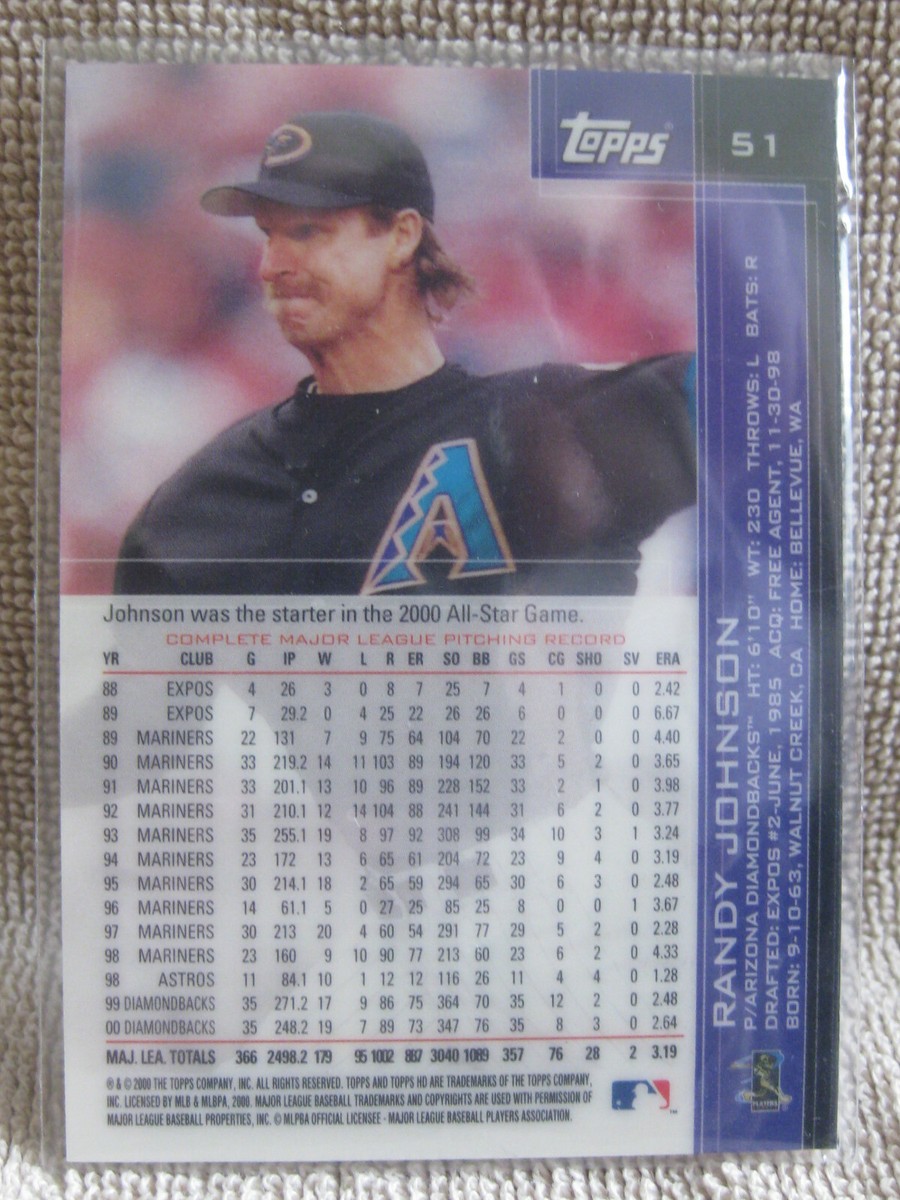 Topps
51
Johnson was the starter in the 2000 All-Star Game.
COMPLETE MAJOR LEAGUE PITCHING RECORD
YR CLUB G IP W L R ER SO BB GS CG SHO SV ERA
88 EXPOS 4 26 3 0 8 7 25 7 4 1 0 0 2.42
89 EXPOS 7 29.2 0 4 25 22 26 26 6 0 0 0 6.67
89 MARINERS 22 131 7 9 75 64 104 70 22 2 0 0 4.40
90 MARINERS 33 219.2 14 11 103 89 194 120 33 5 2 0 3.65
91 MARINERS 33 201.1 13 10 96 89 228 152 33 2 1 0 3.98
92 MARINERS 31 210.1 12 14 104 88 241 144 31 6 2 0 3.77
93 MARINERS 35 255.1 19 8 97 92 308 99 34 10 3 1 3.24
94 MARINERS 23 172 13 6 65 61 204 72 23 9 4 0 3.19
95 MARINERS 30 214.1 18 2 65 59 294 65 30 6 3 0 2.48
96 MARINERS 14 61.1 5 0 27 25 85 25 8 0 0 1 3.67
97 MARINERS 30 213 20 4 60 54 291 77 29 5 2 0 2.28
98 MARINERS 23 160 9 10 90 77 213 60 23 6 2 0 4.33
98 ASTROS 11 84.1 10 1 12 12 116 26 11 4 4 0 1.28
99 DIAMONDBACKS 35 271.2 17 9 86 75 364 70 35 12 2 0 2.48
00 DIAMONDBACKS 35 248.2 19 7 89 73 347 76 35 8 3 0 2.64
MAJ. LEA. TOTALS 366 2498.2 179 95 1002 887 3040 1089 357 76 28 2 3.19
® & © 2000 THE TOPPS COMPANY, INC. ALL RIGHTS RESERVED. TOPPS AND TOPPS HD ARE TRADEMARKS OF THE TOPPS COMPANY,
INC. LICENSED BY MLB & MLBPA, 2000. MAJOR LEAGUE BASEBALL TRADEMARKS AND COPYRIGHTS ARE USED WITH PERMISSION OF
MAJOR LEAGUE BASEBALL PROPERTIES, INC. © MLBPA OFFICIAL LICENSEE - MAJOR LEAGUE BASEBALL PLAYERS ASSOCIATION.
RANDY JOHNSON
P/ARIZONA DIAMONDBACKS™ HT: 6'10" WT: 230 THROWS: L BATS: R
DRAFTED: EXPOS #2-JUNE, 1985 ACQ: FREE AGENT, 11-30-98
BORN: 9-10-63, WALNUT CREEK, CA HOME: BELLEVUE, WA
PLAYERS